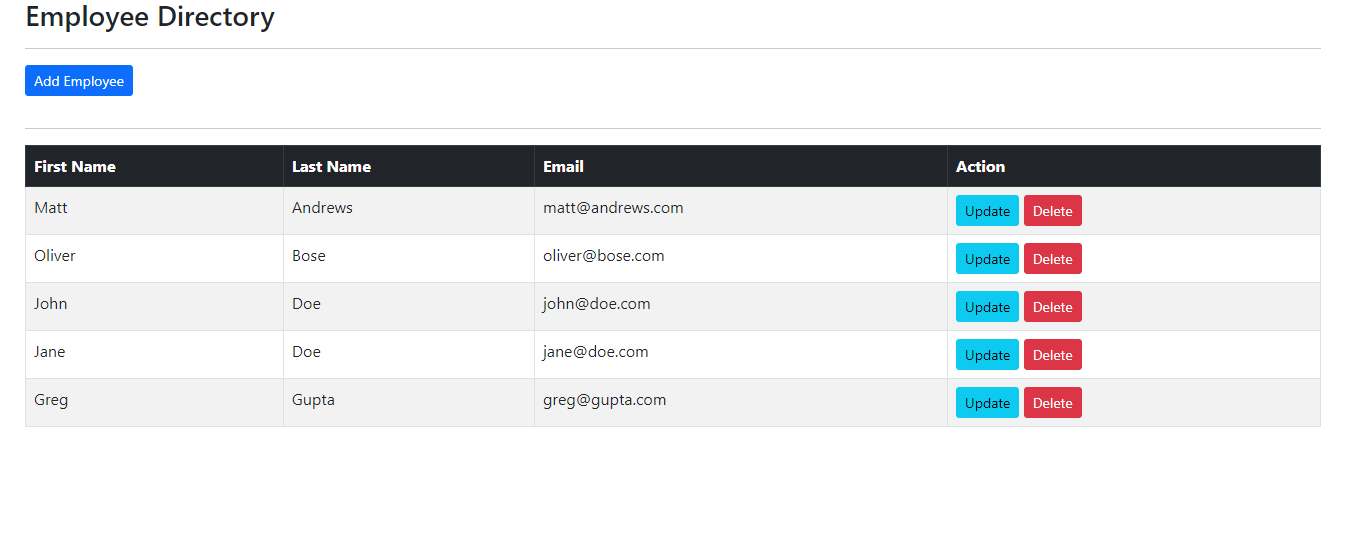 Employee Directory
Add Employee
First Name Last Name Email Action
Matt Andrews matt@andrews.com Update Delete
Oliver Bose oliver@bose.com Update Delete
John Doe john@doe.com Update Delete
Jane Doe jane@doe.com Update Delete
Greg Gupta greg@gupta.com Update Delete